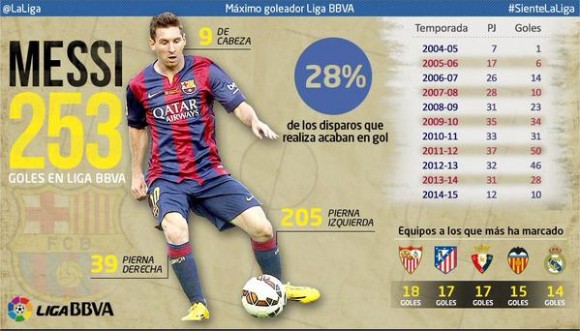 @LaLiga
Máximo goleador Liga BBVA
#SienteLaLiga
MESSI
253
GOLES EN LIGA BBVA
9 DE
CABEZA
28%
de los disparos que
realiza acaban en gol
205 PIERNA
IZQUIERDA
39 PIERNA
DERECHA
QATAR
AIRWAYS
FCB
Temporada PJ Goles
2004-05 7 1
2005-06 17 6
2006-07 26 14
2007-08 28 10
2008-09 31 23
2009-10 35 34
2010-11 33 31
2011-12 37 50
2012-13 32 46
2013-14 31 28
2014-15 12 10
Equipos a los que más ha marcado
18 17 17 15 14
GOLES GOLES GOLES GOLES GOLES
LIGA BBVA